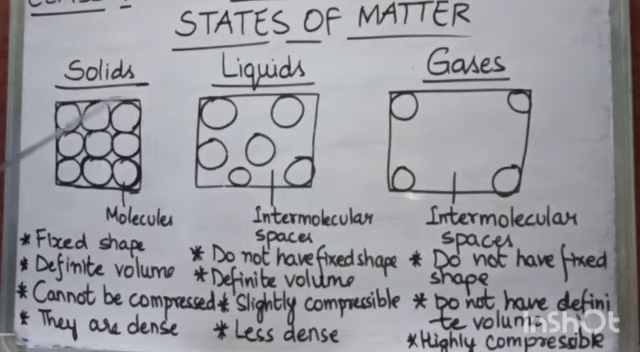 STATES OF MATTER
Solids
Molecules
* Fixed shape
* Definite volume
* Cannot be compressed
* They are dense
Liquids
Intermolecular
spaces
* Do not have fixed shape
* Definite volume
* Slightly compressible
* Less dense
Gases
Intermolecular
spaces
* Do not have fixed
shape
* Do not have defini
te volume
* Highly compressible
InshOt